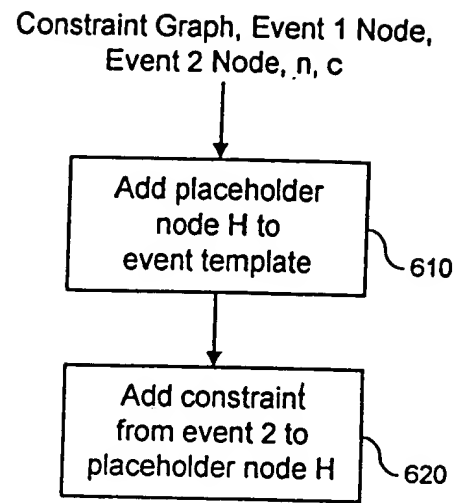 Constraint Graph, Event 1 Node,
Event 2 Node, n, c
Add placeholder
node H to
event template
610
Add constraint
from event 2 to
placeholder node H
620